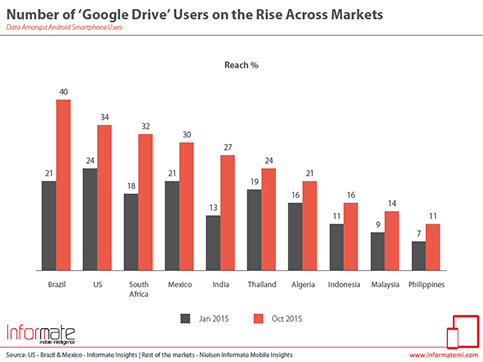 Number of ‘Google Drive’ Users on the Rise Across Markets
Data Amongst Android Smartphone Users
Reach %
21 40
24 34
18 32
21 30
13 27
19 24
16 21
11 16
9 14
7 11
Brazil US South Africa Mexico India Thailand Algeria Indonesia Malaysia Philippines
Jan 2015 Oct 2015
Informate
mobile intelligence
Source: US - Brazil & Mexico - Informate Insights | Rest of the markets - Nielsen Informate Mobile Insights
www.informatemi.com